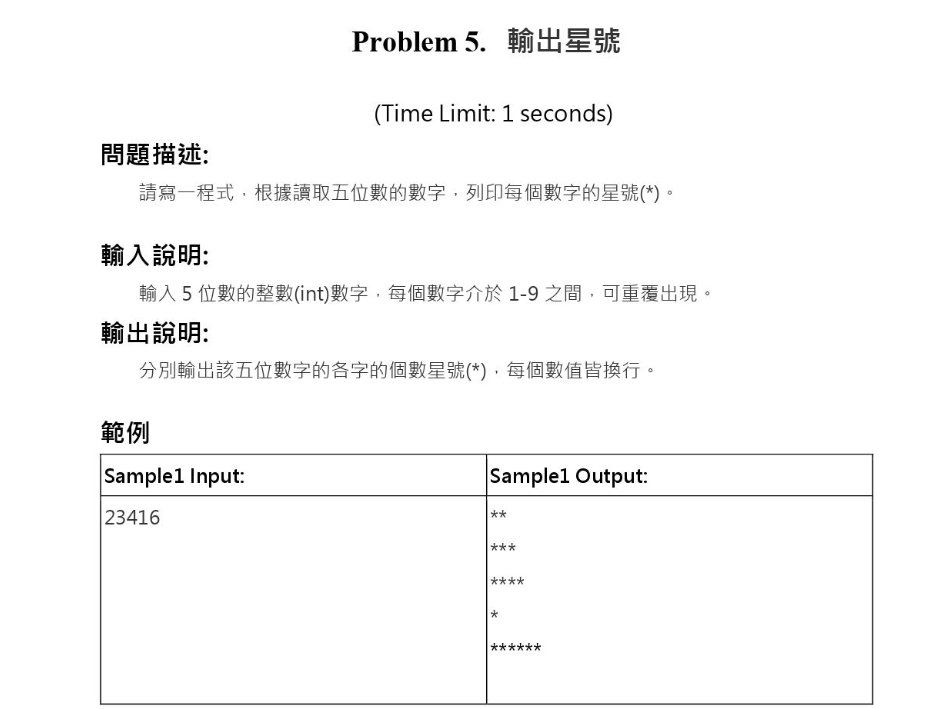 Problem 5. 輸出星號
(Time Limit: 1 seconds)
問題描述:
請寫一程式，根據讀取五位數的數字，列印每個數字的星號(*)。
輸入說明:
輸入 5 位數的整數(int)數字，每個數字介於 1-9 之間，可重覆出現。
輸出說明:
分別輸出該五位數字的各字的個數星號(*)，每個數值皆換行。
範例
Sample1 Input: Sample1 Output:
23416 **
***
****
*
******